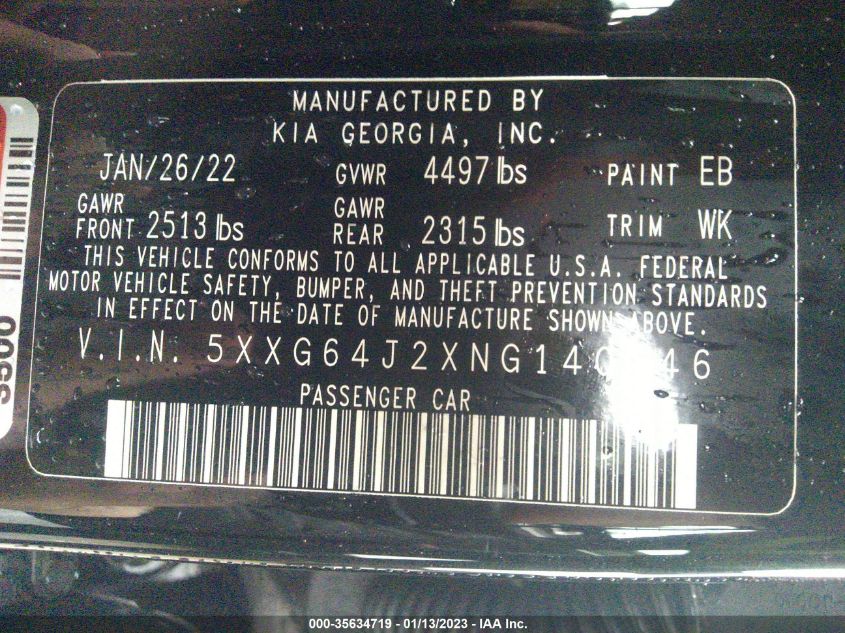 MANUFACTURED BY
KIA GEORGIA, INC.
JAN/26/22 GVWR 4497 lbs PAINT EB
GAWR FRONT 2513 lbs GAWR REAR 2315 lbs TRIM WK
THIS VEHICLE CONFORMS TO ALL APPLICABLE U.S.A. FEDERAL
MOTOR VEHICLE SAFETY, BUMPER, AND THEFT PREVENTION STANDARDS
IN EFFECT ON THE DATE OF MANUFACTURE SHOWN ABOVE.
V.I.N.
PASSENGER CAR
000-35634719 - 01/13/2023 - IAA Inc.